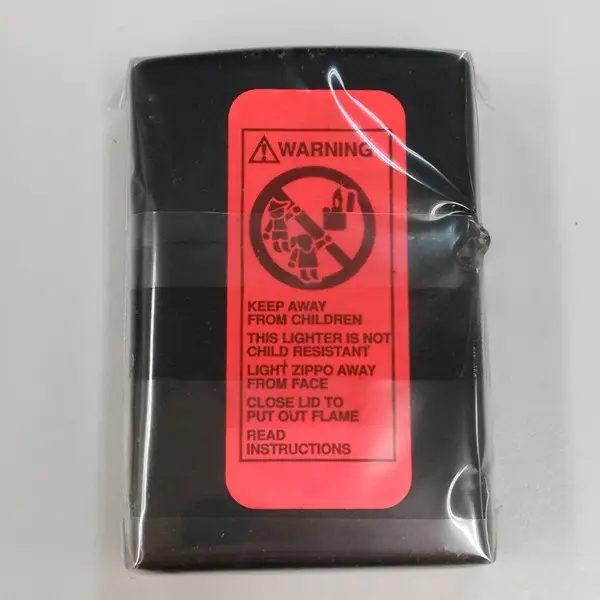 WARNING
KEEP AWAY
FROM CHILDREN
THIS LIGHTER IS NOT
CHILD RESISTANT
LIGHT ZIPPO AWAY
FROM FACE
CLOSE LID TO
PUT OUT FLAME
READ
INSTRUCTIONS